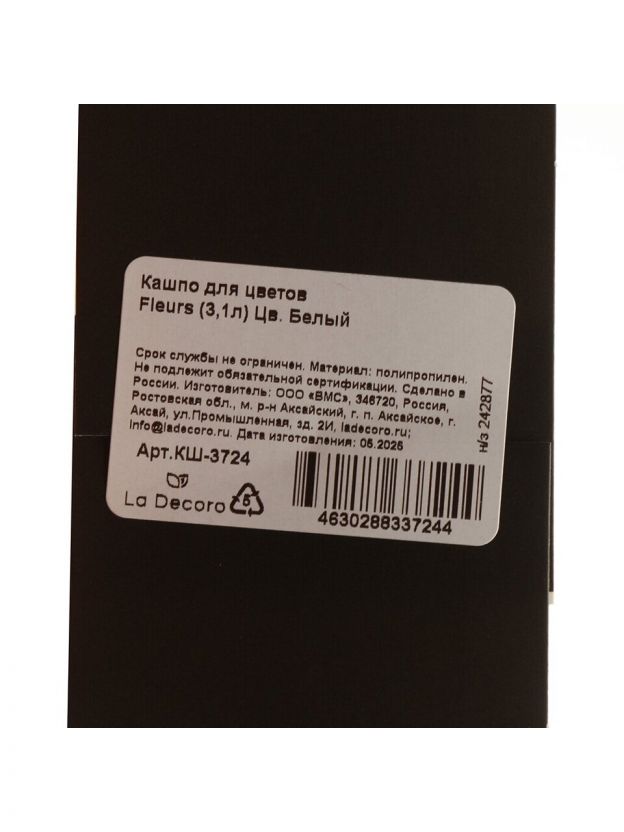 Кашпо для цветов
Fleurs (3,1л) Цв. Белый
Срок службы не ограничен. Материал: полипропилен.
Не подлежит обязательной сертификации. Сделано в
России. Изготовитель: ООО «ВМС», 346720, Россия,
Ростовская обл., м. р-н Аксайский, г. п. Аксайское, г.
Аксай, ул.Промышленная, зд. 2И, ladecoro.ru;
info@ladecoro.ru. Дата изготовления: 05.2025
н/з 242877
Арт.КШ-3724
La Decoro
5
4630288337244